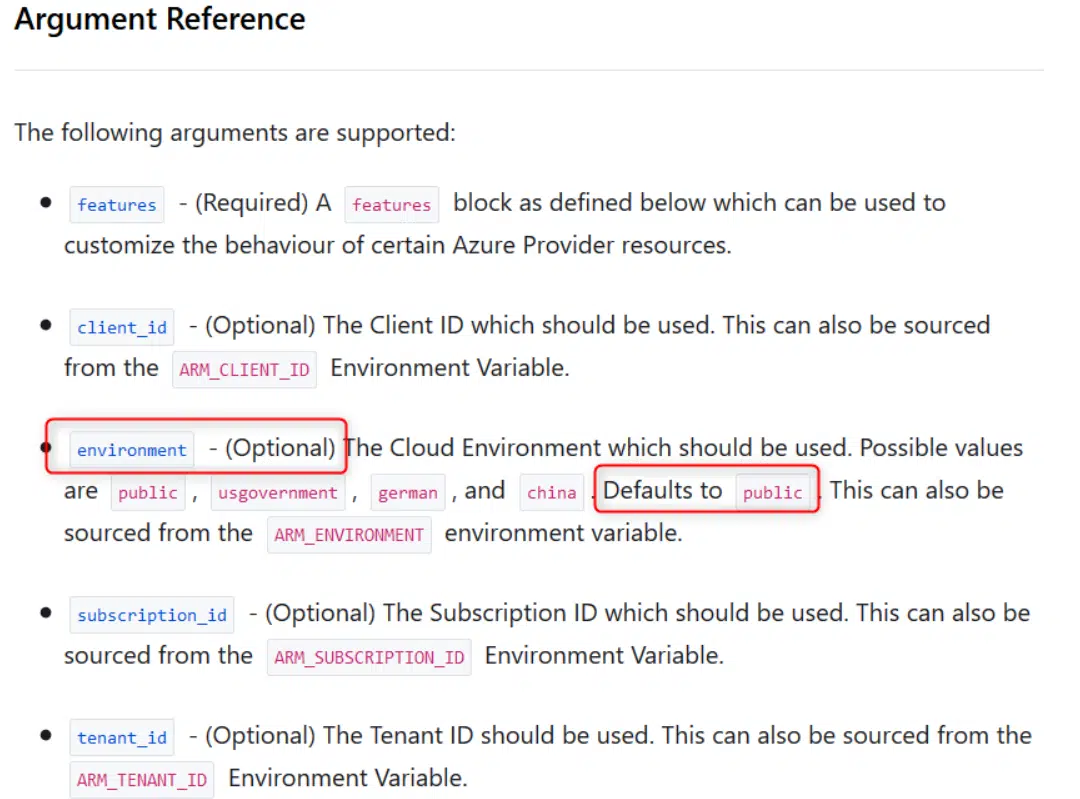 Argument Reference
The following arguments are supported:
features - (Required) A features block as defined below which can be used to
customize the behaviour of certain Azure Provider resources.
client_id - (Optional) The Client ID which should be used. This can also be sourced
from the ARM_CLIENT_ID Environment Variable.
environment - (Optional) The Cloud Environment which should be used. Possible values
are public , usgovernment , german , and china . Defaults to public . This can also be
sourced from the ARM_ENVIRONMENT environment variable.
subscription_id - (Optional) The Subscription ID which should be used. This can also be
sourced from the ARM_SUBSCRIPTION_ID Environment Variable.
tenant_id - (Optional) The Tenant ID should be used. This can also be sourced from the
ARM_TENANT_ID Environment Variable.